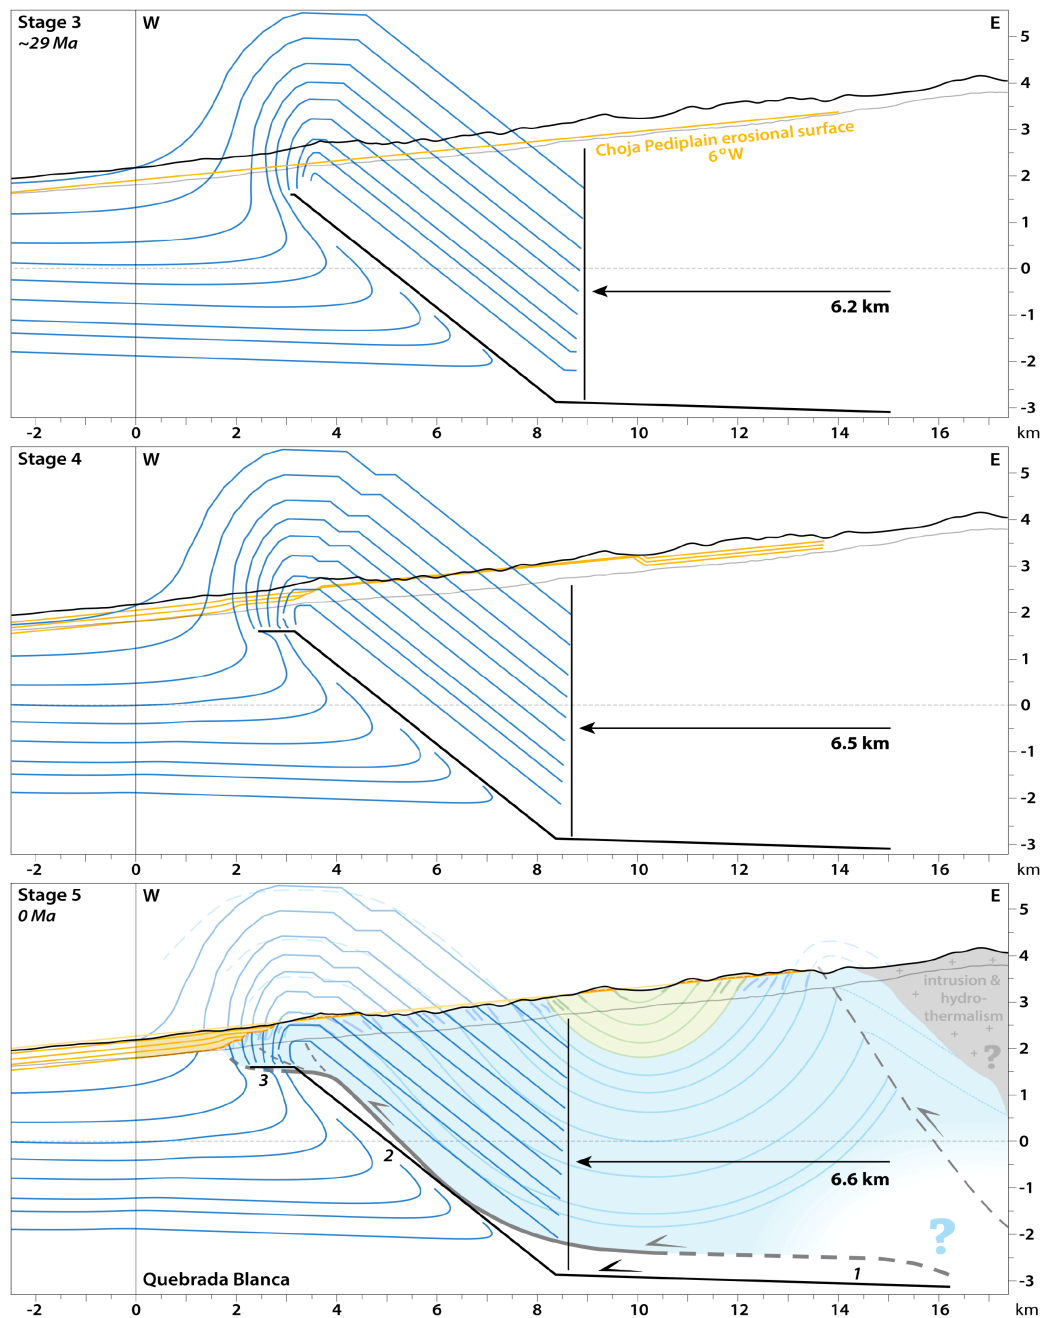 Stage 3
~29 Ma
W
E
5
4
3
2
1
0
-1
-2
-3
Choja Pediplain erosional surface
6°W
6.2 km
-2 0 2 4 6 8 10 12 14 16 km
Stage 4
W
E
5
4
3
2
1
0
-1
-2
-3
6.5 km
-2 0 2 4 6 8 10 12 14 16 km
Stage 5
0 Ma
W
E
5
4
3
2
1
0
-1
-2
-3
intrusion &
hydro-
thermalism
?
3
2
6.6 km
?
1
Quebrada Blanca
-2 0 2 4 6 8 10 12 14 16 km